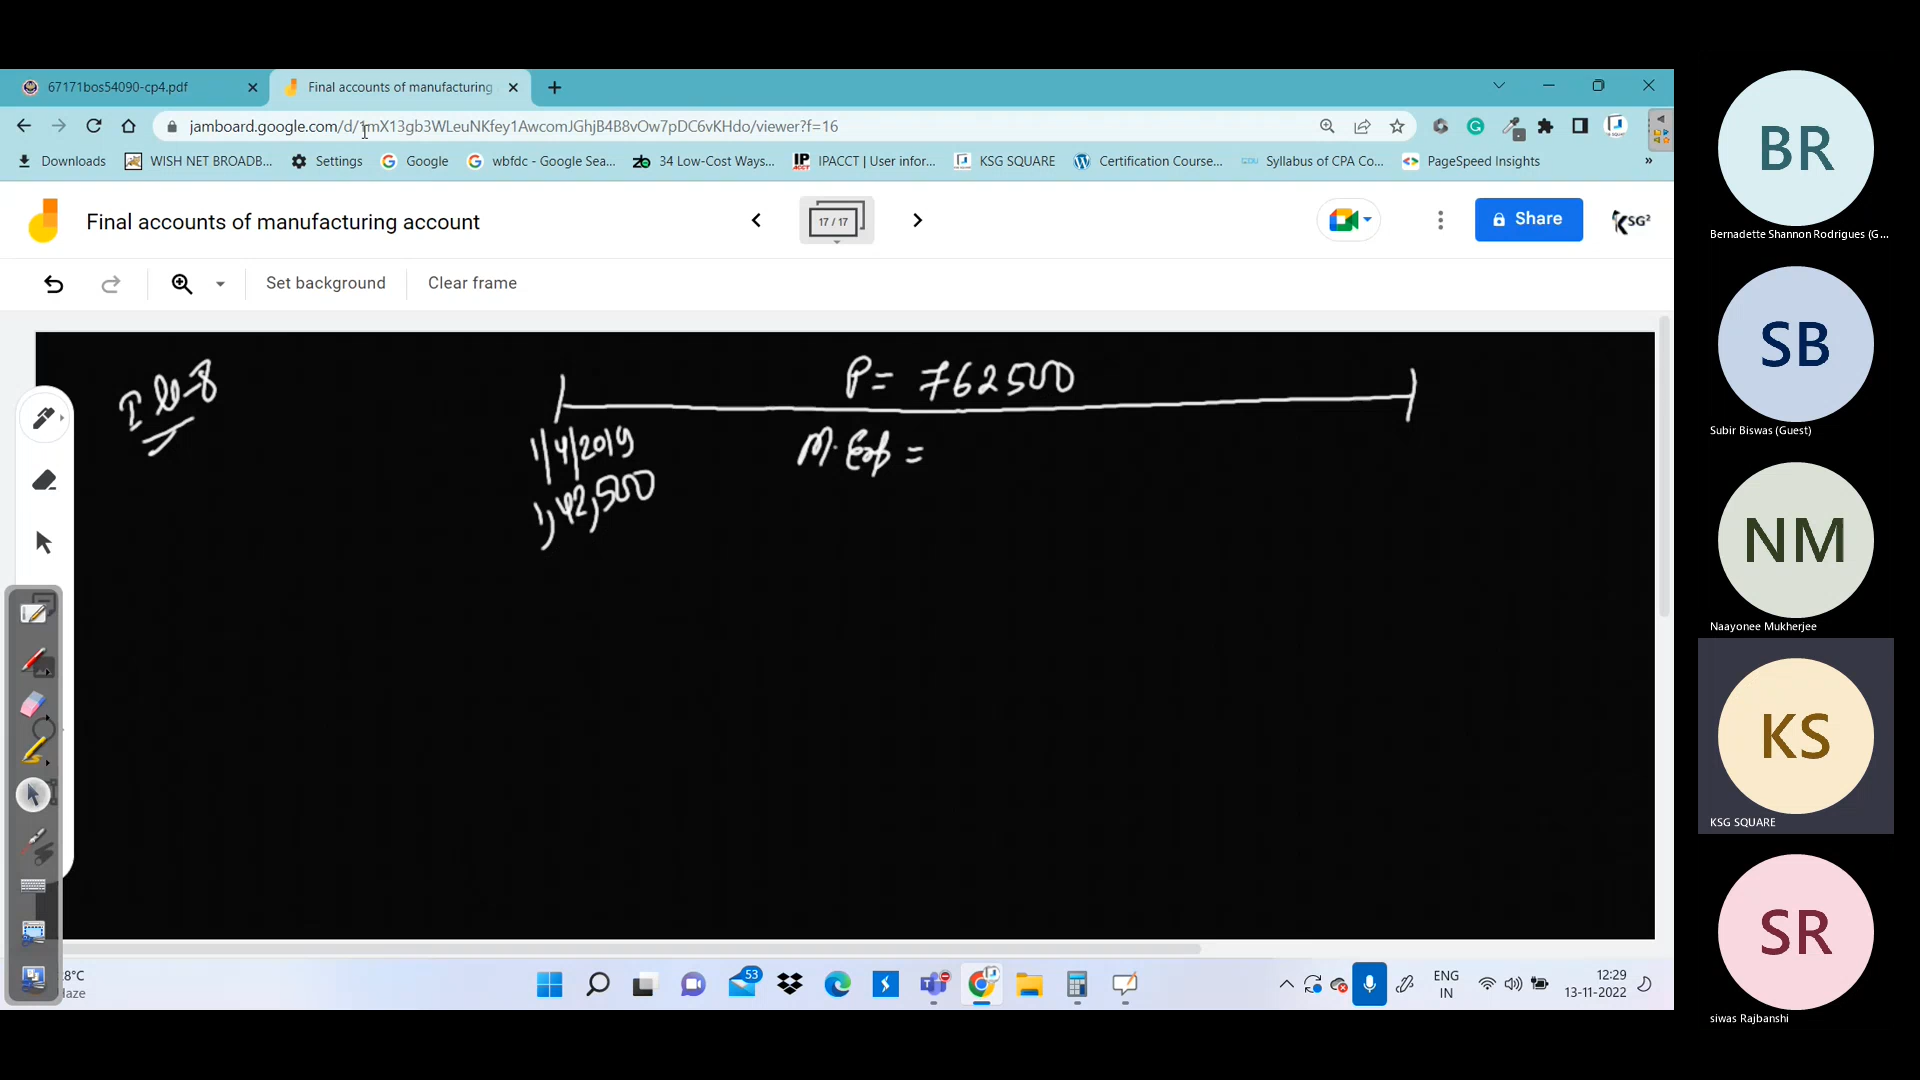 67171bos54090-cp4.pdf
Final accounts of manufacturing
jamboard.google.com/d/1mX13gb3WLeuNKfey1AwcomJGhjB4B8vOw7pDC6vKHdo/viewer?f=16
Downloads WISH NET BROADB... Settings Google wbfdc - Google Sea... 34 Low-Cost Ways... IPACCT | User infor... KSG SQUARE Certification Course... Syllabus of CPA Co... PageSpeed Insights »
Final accounts of manufacturing account
17 / 17
Share
KSG²
Set background
Clear frame
P = 762500
1/4/2019
M. Exp =
1,42,500
BR
Bernadette Shannon Rodrigues (G...
SB
Subir Biswas (Guest)
NM
Naayonee Mukherjee
KS
KSG SQUARE
SR
siwas Rajbanshi
8°C
53
ENG
IN
12:29
13-11-2022